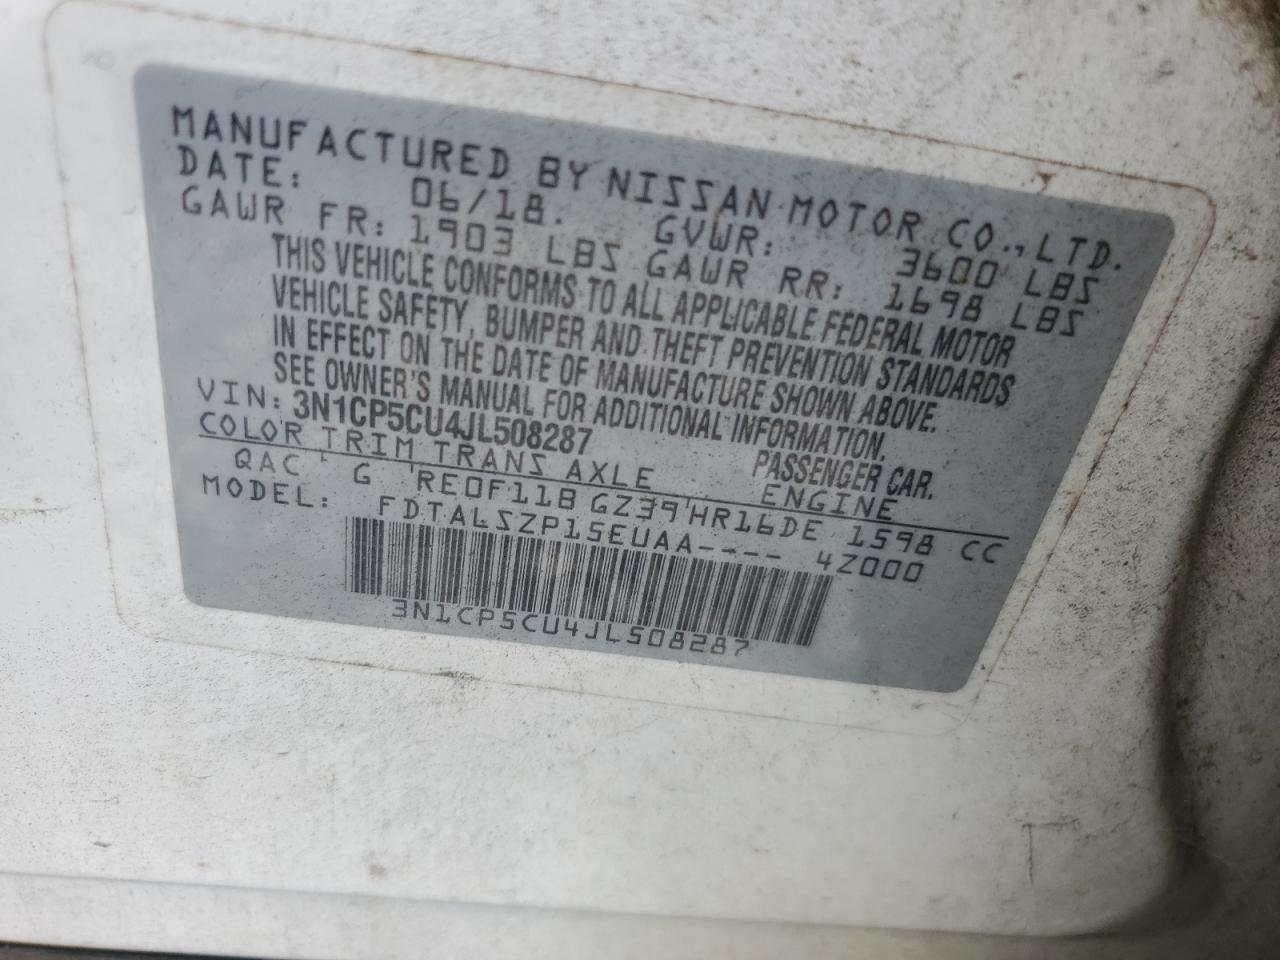 MANUFACTURED BY NISSAN MOTOR CO., LTD.
DATE: 06/18. GVWR: 3600 LBS
GAWR FR: 1903 LBS GAWR RR: 1698 LBS
THIS VEHICLE CONFORMS TO ALL APPLICABLE FEDERAL MOTOR
VEHICLE SAFETY, BUMPER AND THEFT PREVENTION STANDARDS
IN EFFECT ON THE DATE OF MANUFACTURE SHOWN ABOVE.
SEE OWNER'S MANUAL FOR ADDITIONAL INFORMATION.
VIN: 3N1CP5CU4JL508287 PASSENGER CAR.
COLOR TRIM TRANS AXLE ENGINE
QAC G RE0F11B GZ39 HR16DE 1598 CC
MODEL: FDTALSZP15EUAA---- 4Z000
3N1CP5CU4JL508287